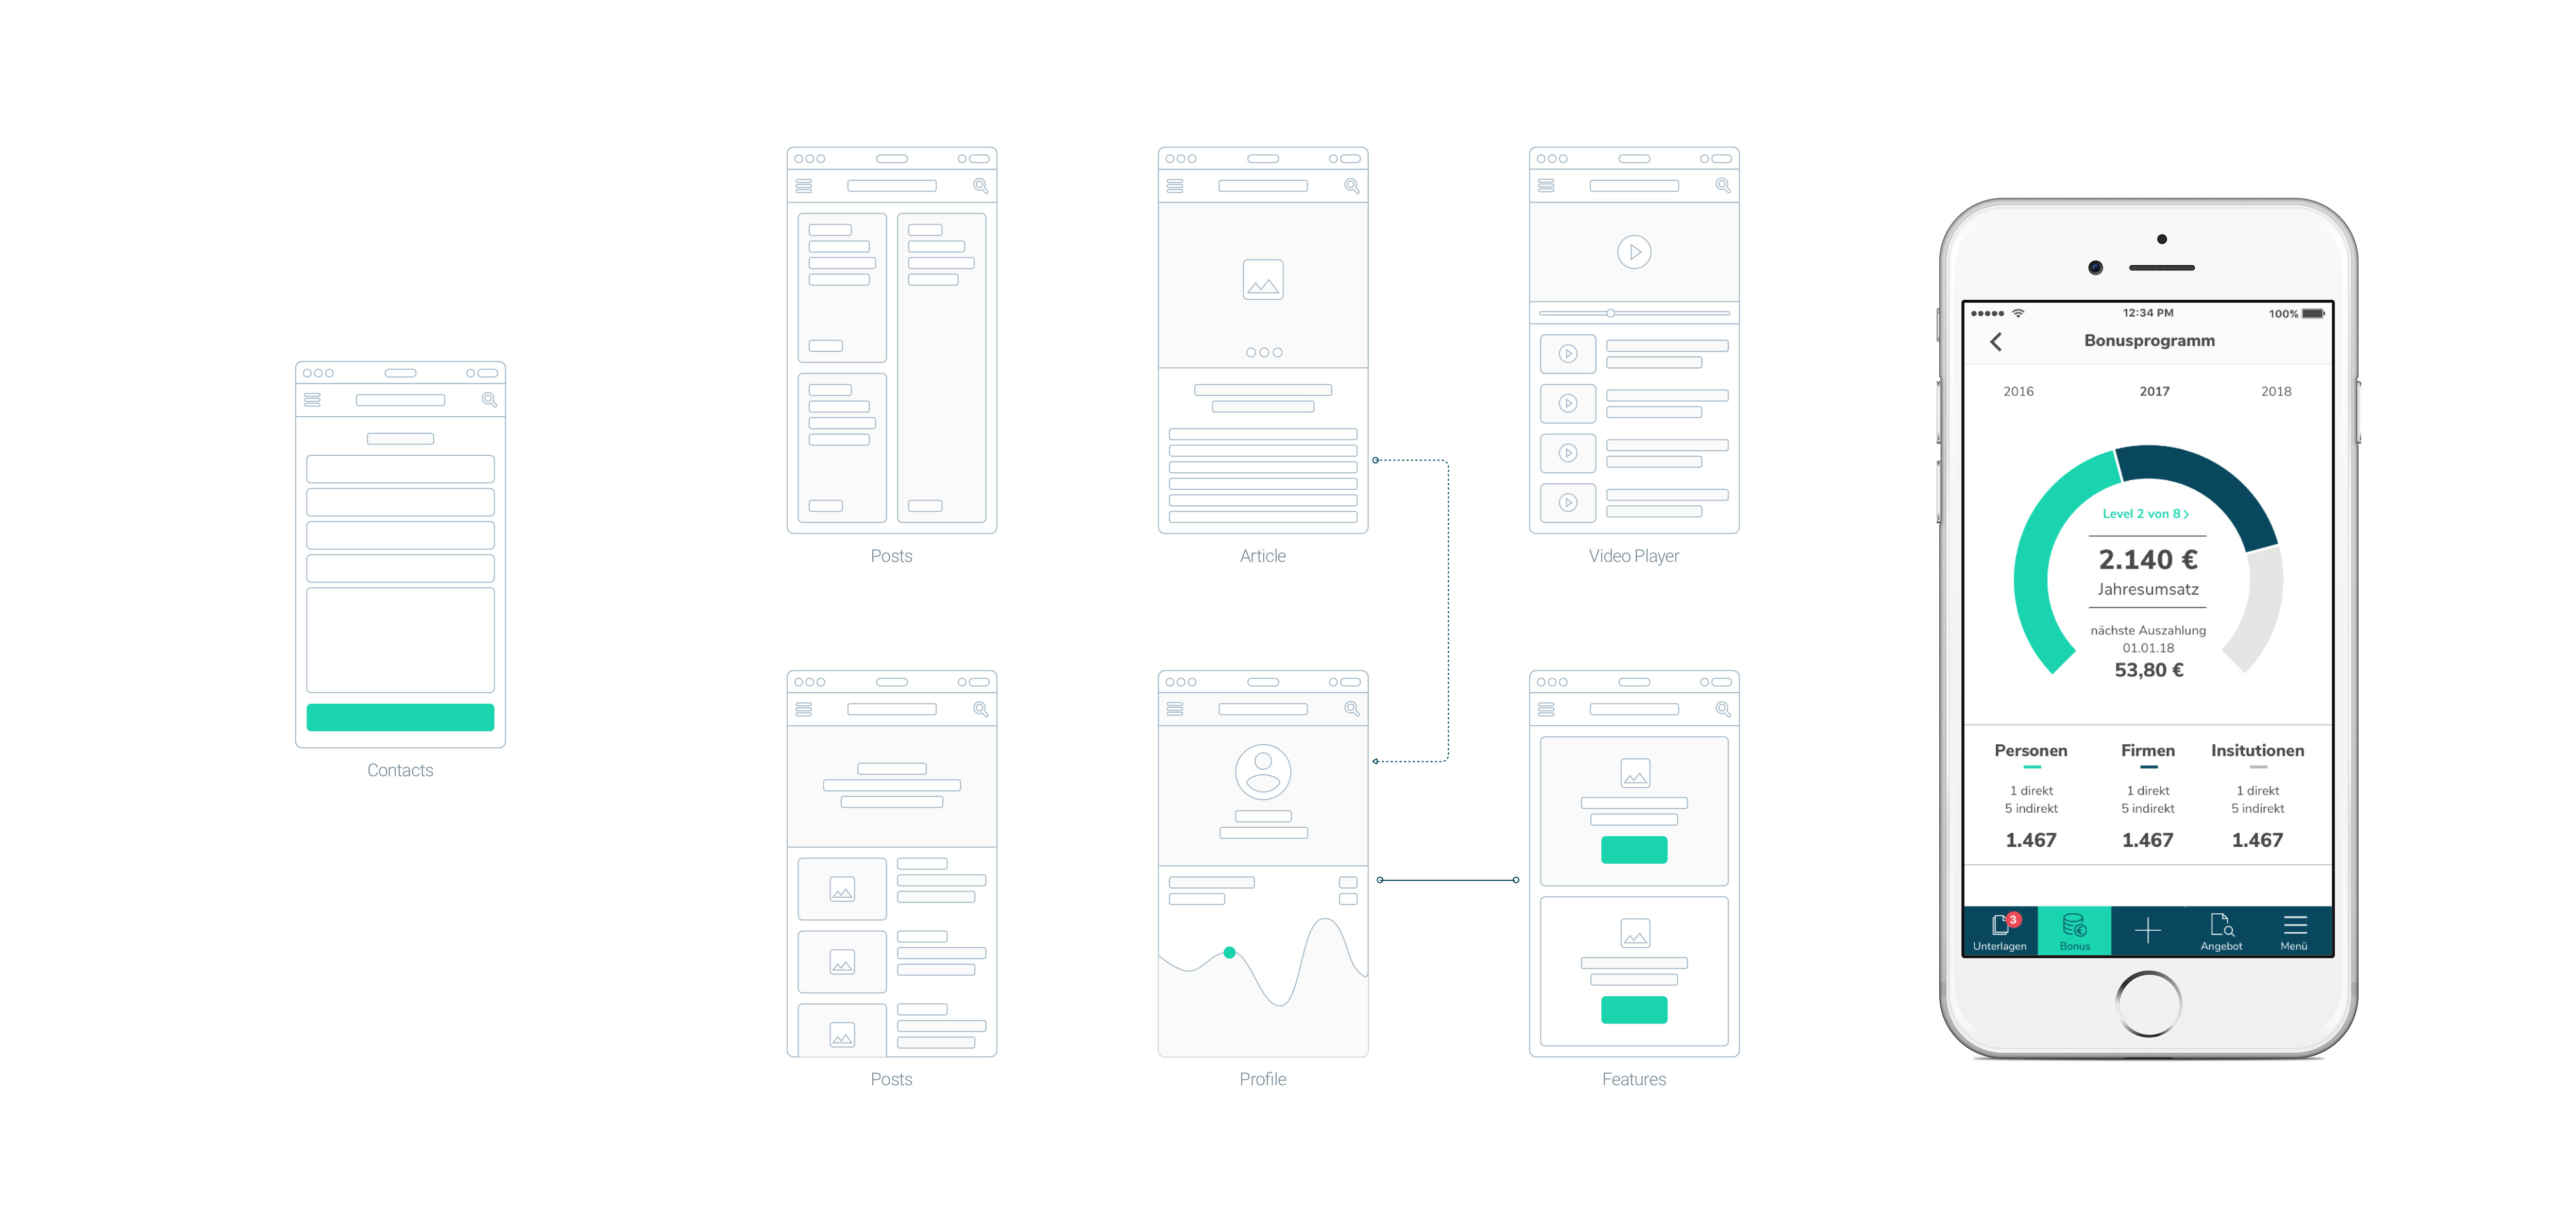 Contacts
Posts
Article
Video Player
Posts
Profile
Features
12:34 PM
100%
Bonusprogramm
2016
2017
2018
Level 2 von 8
2.140 €
Jahresumsatz
nächste Auszahlung
01.01.18
53,80 €
Personen
Firmen
Insitutionen
1 direkt
1 direkt
1 direkt
5 indirekt
5 indirekt
5 indirekt
1.467
1.467
1.467
3
Unterlagen
Bonus
Angebot
Menü